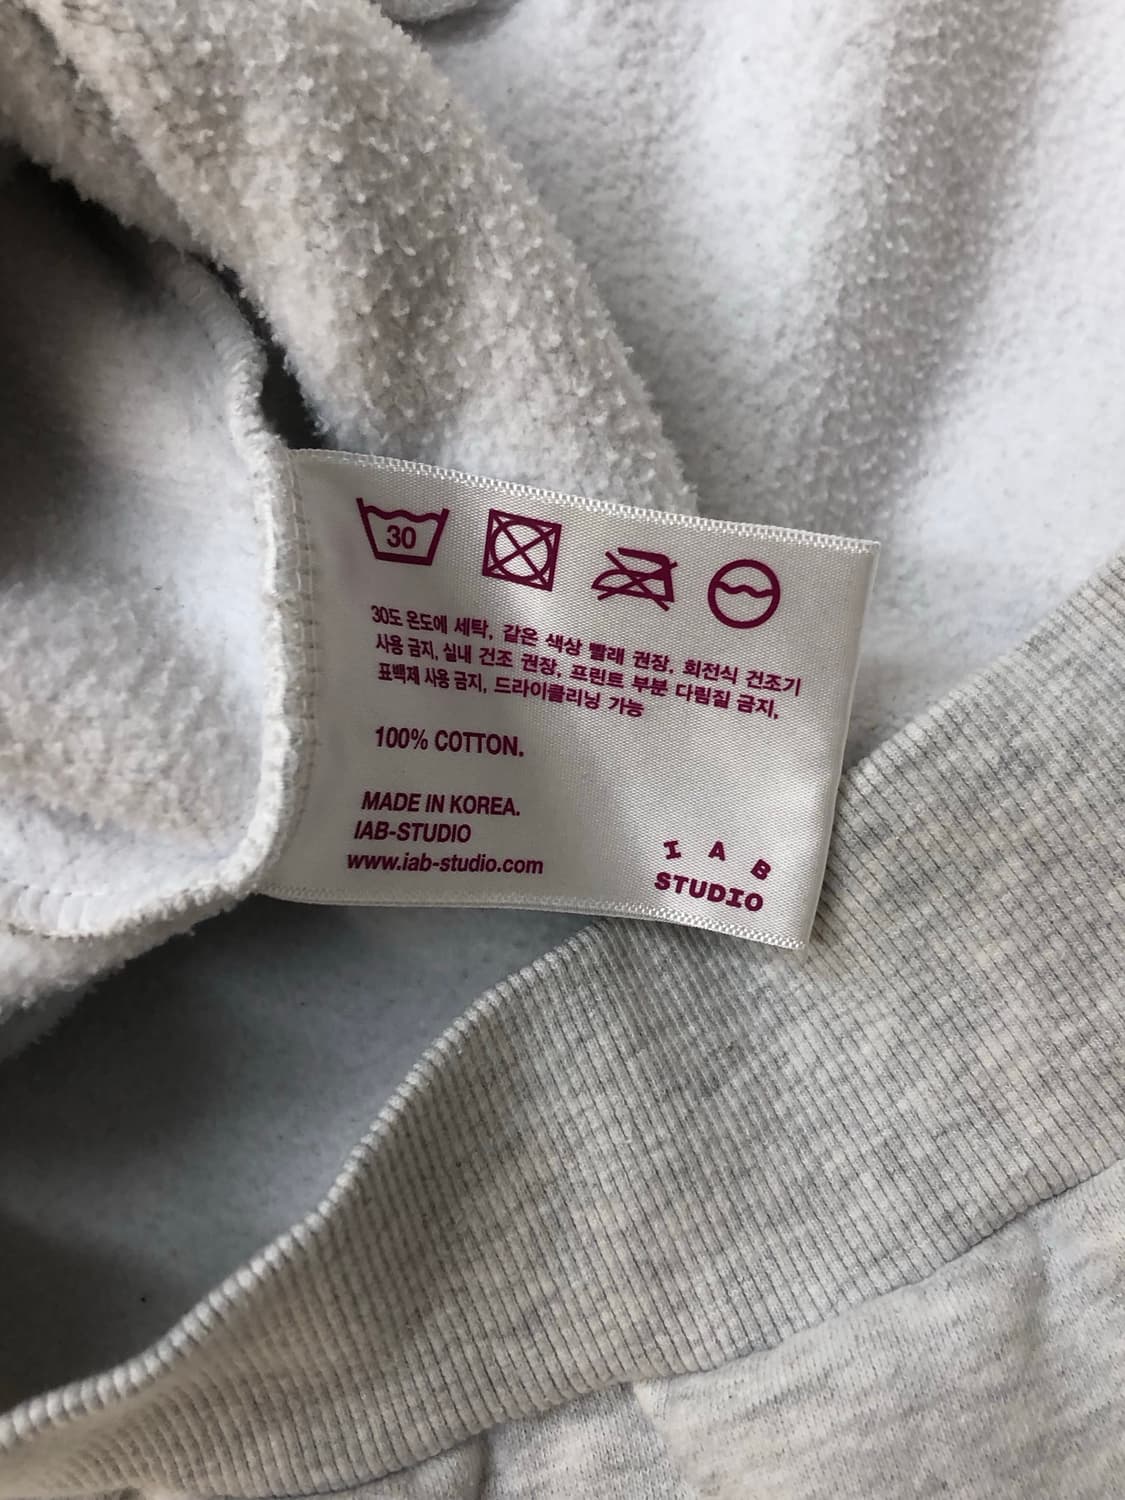 30
30도 온도에 세탁, 같은 색상 빨래 권장. 회전식 건조기
사용 금지, 실내 건조 권장, 프린트 부분 다림질 금지,
표백제 사용 금지, 드라이클리닝 가능
100% COTTON.
MADE IN KOREA.
IAB-STUDIO
www.iab-studio.com
I A B
STUDIO